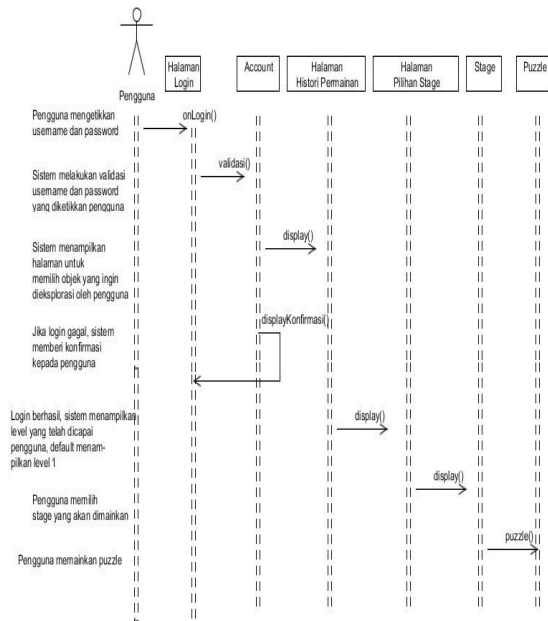 Pengguna
Halaman
Login
Account
Halaman
Histori Permainan
Halaman
Pilihan Stage
Stage
Puzzle
Pengguna mengetikkan
username dan password
onLogin()
Sistem melakukan validasi
username dan password
yang diketikkan pengguna
validasi()
Sistem menampilkan
halaman untuk
memilih objek yang ingin
dieksplorasi oleh pengguna
display()
Jika login gagal, sistem
memberi konfirmasi
kepada pengguna
displayKonfirmasi()
Login berhasil, sistem menampilkan
level yang telah dicapai
pengguna, default menam-
pilkan level 1
display()
Pengguna memilih
stage yang akan dimainkan
display()
Pengguna memainkan puzzle
puzzle()